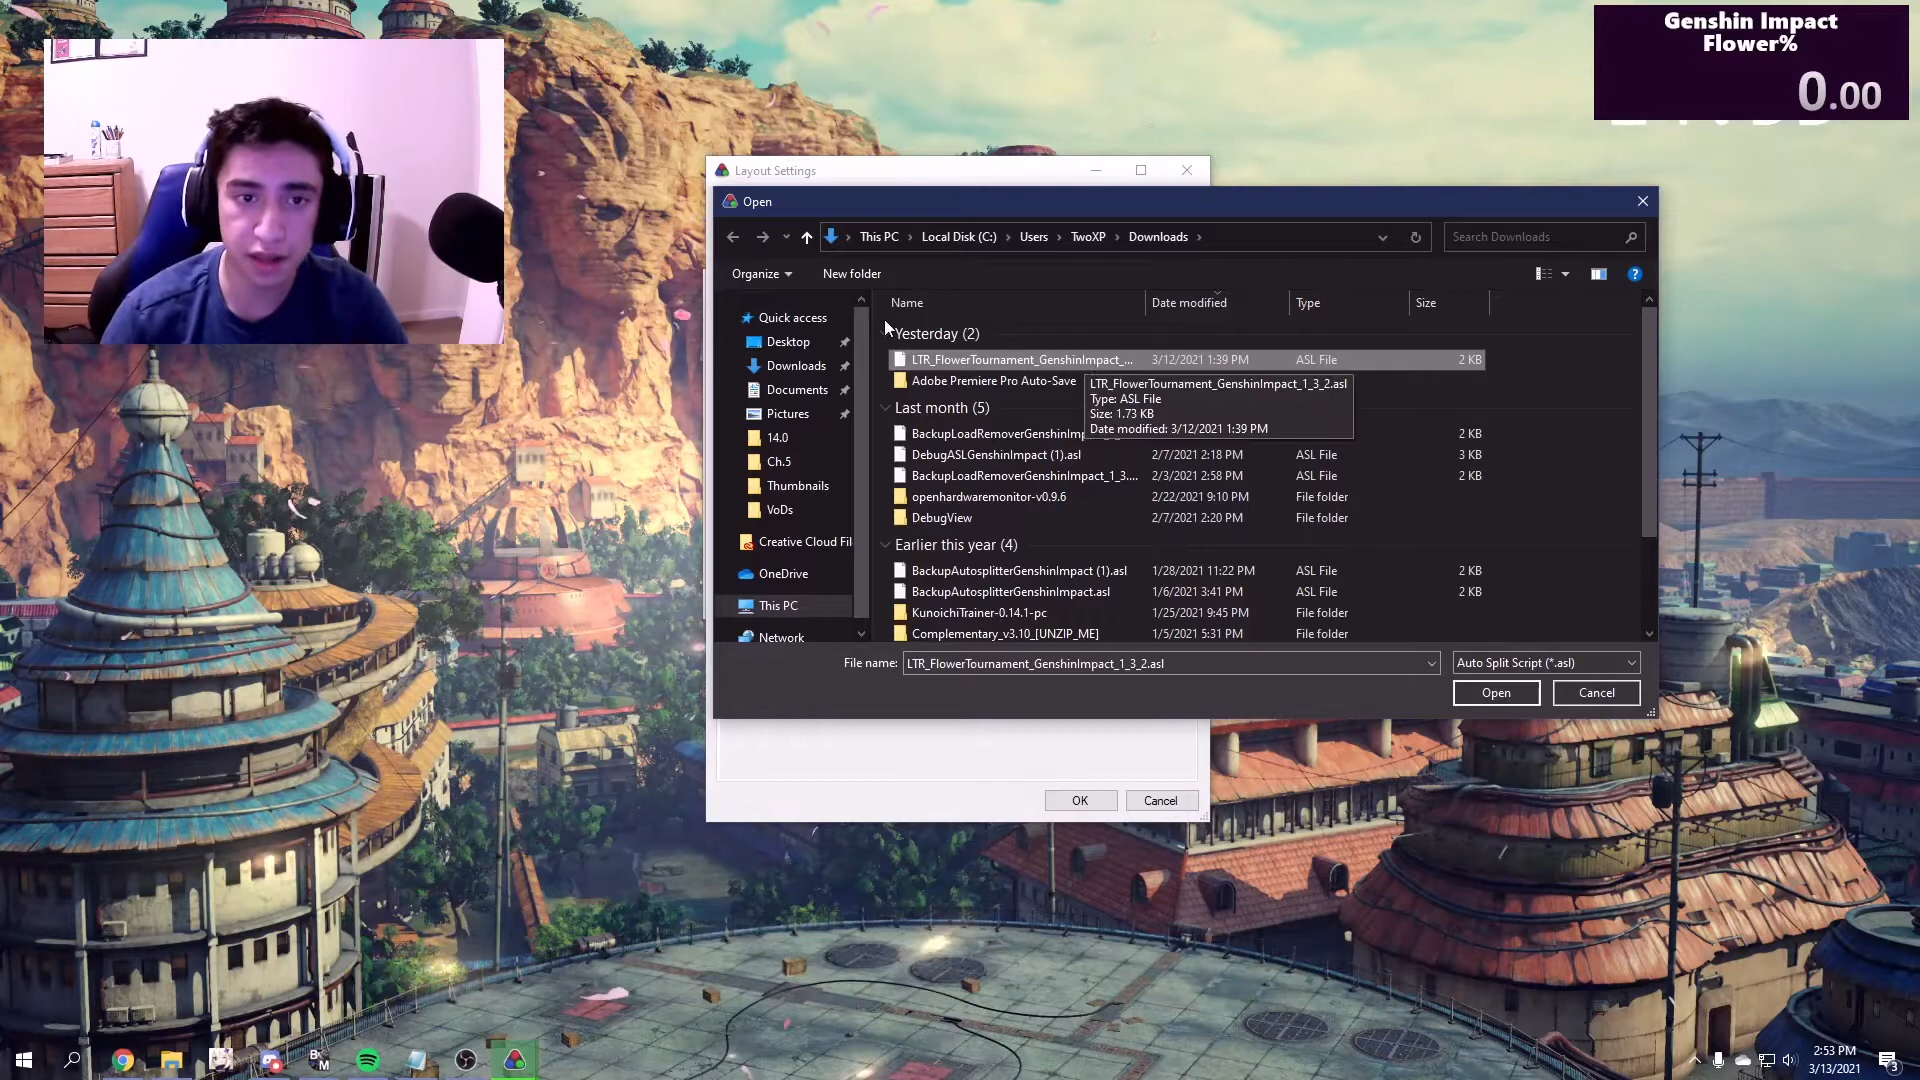 Genshin Impact
Flower%
0.00
Layout Settings
Open
This PC
Local Disk (C:)
Users
TwoXP
Downloads
Search Downloads
Organize
New folder
Name
Date modified
Type
Size
Quick access
Desktop
Downloads
Documents
Pictures
14.0
Ch.5
Thumbnails
VoDs
Creative Cloud Fil
OneDrive
This PC
Network
Yesterday (2)
LTR_FlowerTournament_GenshinImpact_... 3/12/2021 1:39 PM ASL File 2 KB
Adobe Premiere Pro Auto-Save
LTR_FlowerTournament_GenshinImpact_1_3_2.asl
Type: ASL File
Size: 1.73 KB
Date modified: 3/12/2021 1:39 PM
Last month (5)
BackupLoadRemoverGenshinImp 2 KB
DebugASLGenshinImpact (1).asl 2/7/2021 2:18 PM ASL File 3 KB
BackupLoadRemoverGenshinImpact_1_3.... 2/3/2021 2:58 PM ASL File 2 KB
openhardwaremonitor-v0.9.6 2/22/2021 9:10 PM File folder
DebugView 2/7/2021 2:20 PM File folder
Earlier this year (4)
BackupAutosplitterGenshinImpact (1).asl 1/28/2021 11:22 PM ASL File 2 KB
BackupAutosplitterGenshinImpact.asl 1/6/2021 3:41 PM ASL File 2 KB
KunoichiTrainer-0.14.1-pc 1/25/2021 9:45 PM File folder
Complementary_v3.10_[UNZIP_ME] 1/5/2021 5:31 PM File folder
File name: LTR_FlowerTournament_GenshinImpact_1_3_2.asl
Auto Split Script (*.asl)
Open
Cancel
OK
Cancel
2:53 PM
3/13/2021
3